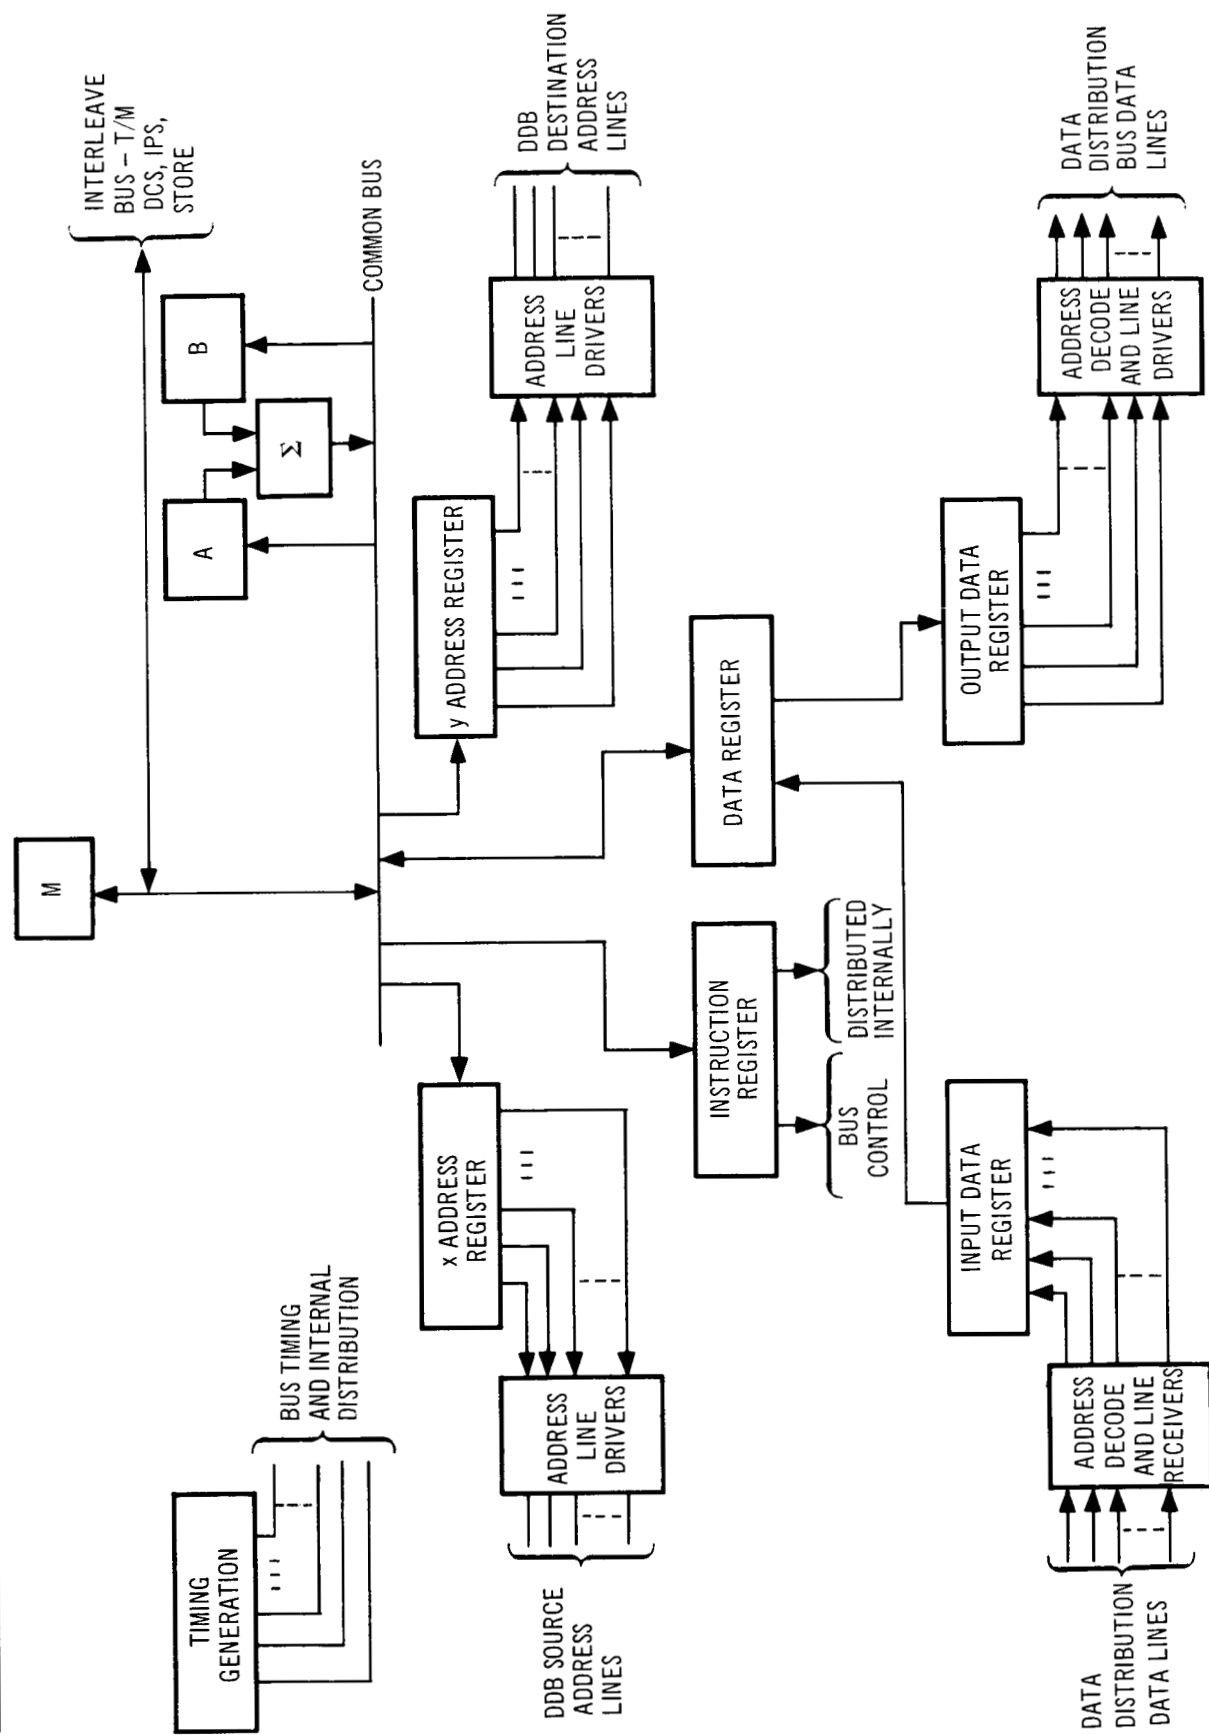 M
INTERLEAVE
BUS – T/M
DCS, IPS,
STORE
A
B
Σ
COMMON BUS
TIMING
GENERATION
BUS TIMING
AND INTERNAL
DISTRIBUTION
x ADDRESS
REGISTER
y ADDRESS REGISTER
DDB SOURCE
ADDRESS
LINES
ADDRESS
LINE
DRIVERS
ADDRESS
LINE
DRIVERS
DDB
DESTINATION
ADDRESS
LINES
INSTRUCTION
REGISTER
DATA REGISTER
BUS
CONTROL
DISTRIBUTED
INTERNALLY
INPUT DATA
REGISTER
OUTPUT DATA
REGISTER
DATA
DISTRIBUTION
DATA LINES
ADDRESS
DECODE
AND LINE
RECEIVERS
ADDRESS
DECODE
AND LINE
DRIVERS
DATA
DISTRIBUTION
BUS DATA
LINES